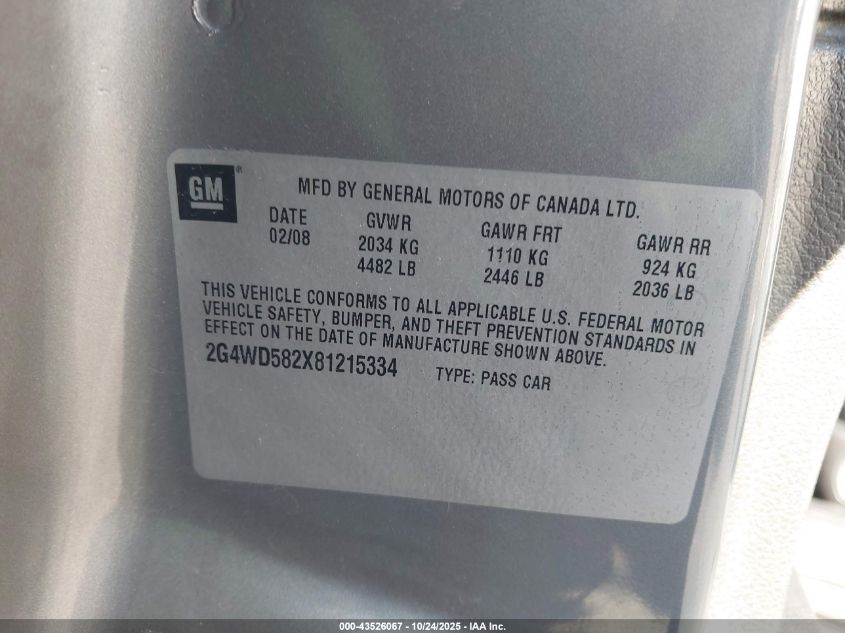 GM
MFD BY GENERAL MOTORS OF CANADA LTD.
DATE GVWR GAWR FRT GAWR RR
02/08 2034 KG 1110 KG 924 KG
4482 LB 2446 LB 2036 LB
THIS VEHICLE CONFORMS TO ALL APPLICABLE U.S. FEDERAL MOTOR
VEHICLE SAFETY, BUMPER, AND THEFT PREVENTION STANDARDS IN
EFFECT ON THE DATE OF MANUFACTURE SHOWN ABOVE.
2G4WD582X81215334 TYPE: PASS CAR
000-43526067 - 10/24/2025 - IAA Inc.